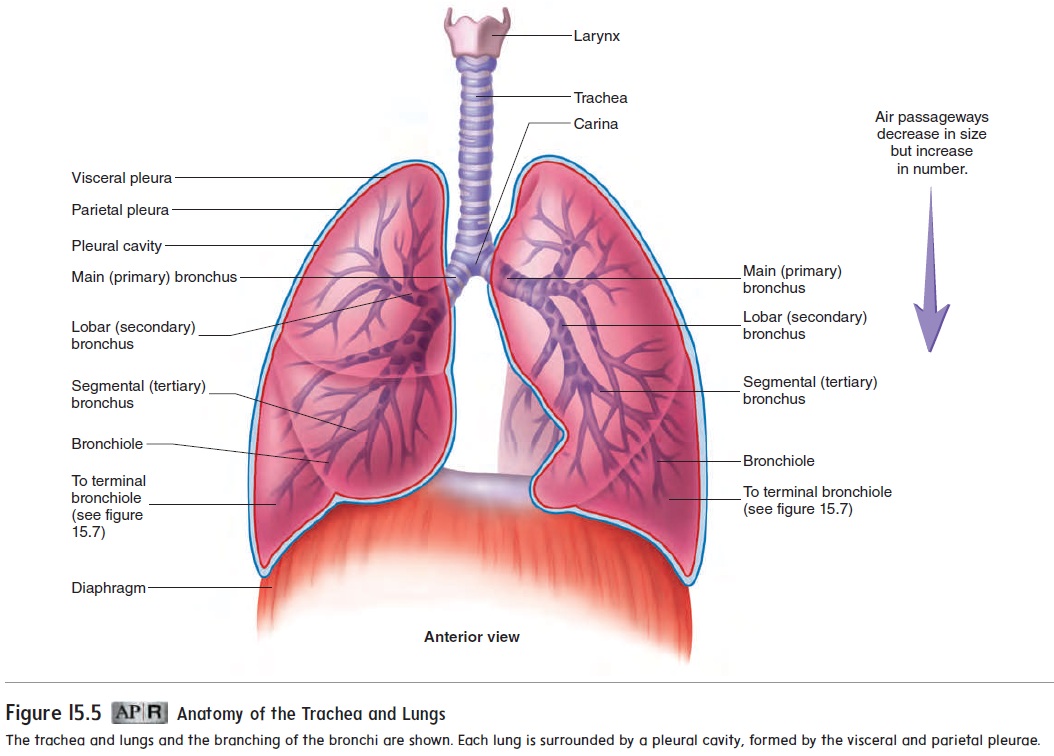 Larynx
Trachea
Carina
Air passageways
decrease in size
but increase
in number.
Visceral pleura
Parietal pleura
Pleural cavity
Main (primary) bronchus
Lobar (secondary)
bronchus
Segmental (tertiary)
bronchus
Bronchiole
To terminal
bronchiole
(see figure
15.7)
Diaphragm
Main (primary)
bronchus
Lobar (secondary)
bronchus
Segmental (tertiary)
bronchus
Bronchiole
To terminal bronchiole
(see figure 15.7)
Anterior view
Figure 15.5 AP|R Anatomy of the Trachea and Lungs
The trachea and lungs and the branching of the bronchi are shown. Each lung is surrounded by a pleural cavity, formed by the visceral and parietal pleurae.